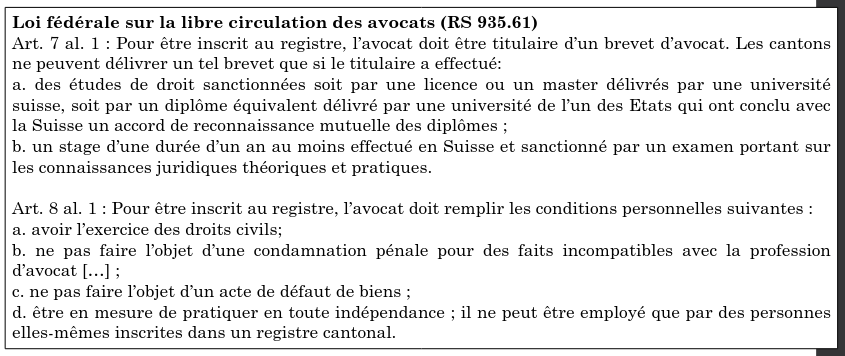 Loi fédérale sur la libre circulation des avocats (RS 935.61)
Art. 7 al. 1 : Pour être inscrit au registre, l’avocat doit être titulaire d’un brevet d’avocat. Les cantons
ne peuvent délivrer un tel brevet que si le titulaire a effectué:
a. des études de droit sanctionnées soit par une licence ou un master délivrés par une université
suisse, soit par un diplôme équivalent délivré par une université de l’un des Etats qui ont conclu avec
la Suisse un accord de reconnaissance mutuelle des diplômes ;
b. un stage d’une durée d’un an au moins effectué en Suisse et sanctionné par un examen portant sur
les connaissances juridiques théoriques et pratiques.
Art. 8 al. 1 : Pour être inscrit au registre, l’avocat doit remplir les conditions personnelles suivantes :
a. avoir l’exercice des droits civils;
b. ne pas faire l’objet d’une condamnation pénale pour des faits incompatibles avec la profession
d’avocat […] ;
c. ne pas faire l’objet d’un acte de défaut de biens ;
d. être en mesure de pratiquer en toute indépendance ; il ne peut être employé que par des personnes
elles-mêmes inscrites dans un registre cantonal.